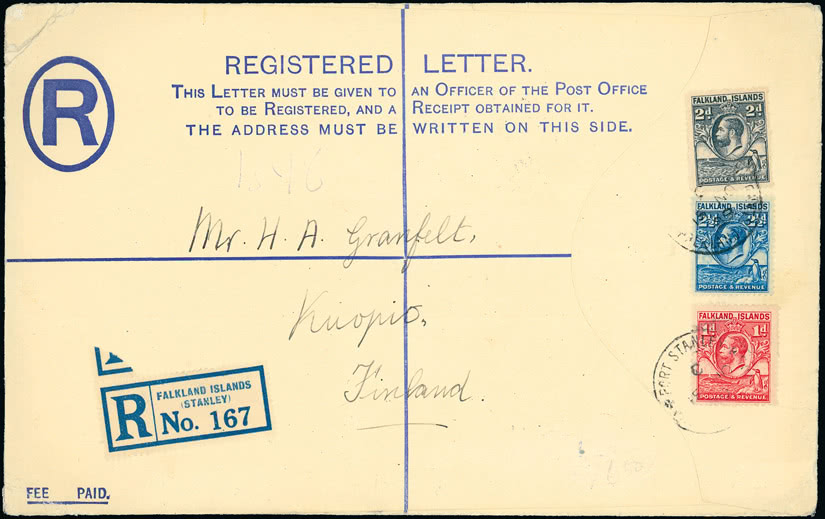 R
REGISTERED LETTER.
THIS LETTER MUST BE GIVEN TO AN OFFICER OF THE POST OFFICE
TO BE REGISTERED, AND A RECEIPT OBTAINED FOR IT.
THE ADDRESS MUST BE WRITTEN ON THIS SIDE.
FALKLAND ISLANDS
2d 2d
POSTAGE & REVENUE
Mr. H. A. Granfelt,
FALKLAND ISLANDS
2½d 2½d
POSTAGE & REVENUE
Kuopio,
Finland.
FALKLAND ISLANDS
1d 1d
POSTAGE & REVENUE
PORT STANLEY
R
FALKLAND ISLANDS
(STANLEY)
No. 167
FEE PAID.